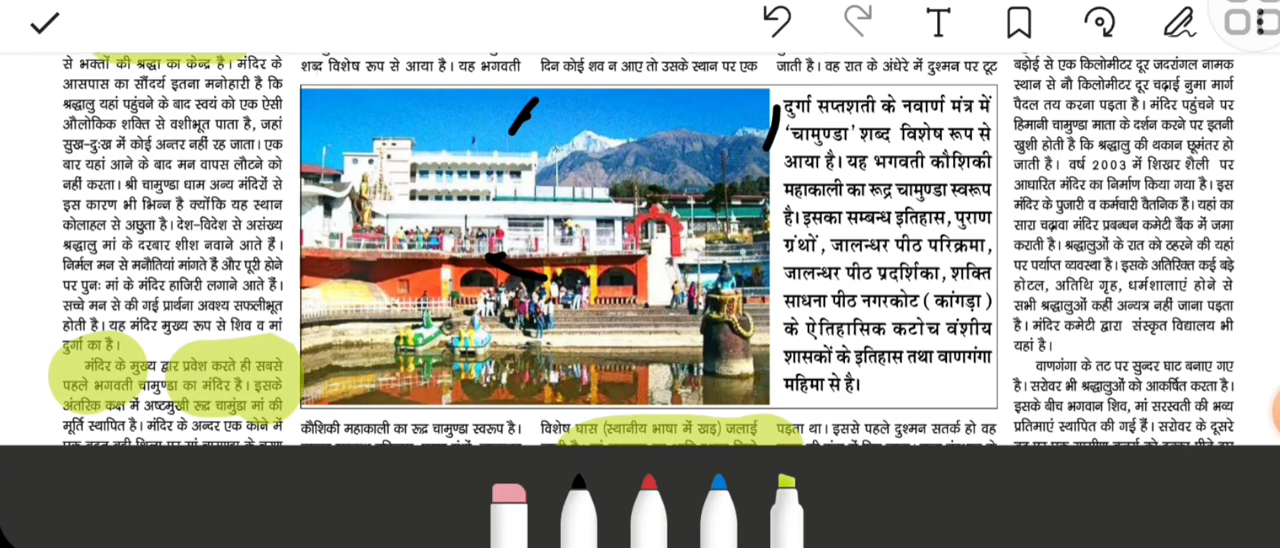 से भक्तों की श्रद्धा का केन्द्र है। मंदिर के
आसपास का सौंदर्य इतना मनोहारी है कि
श्रद्धालु यहां पहुंचने के बाद स्वयं को एक ऐसी
औलोकिक शक्ति से वशीभूत पाता है, जहां
सुख-दुःख में कोई अन्तर नहीं रह जाता। एक
बार यहां आने के बाद मन वापस लौटने को
नहीं करता। श्री चामुण्डा धाम अन्य मंदिरों से
इस कारण भी भिन्न है क्योंकि यह स्थान
कोलाहल से अछुता है। देश-विदेश से असंख्य
श्रद्धालु मां के दरबार शीश नवाने आते हैं।
निर्मल मन से मनौतियां मांगते हैं और पूरी होने
पर पुनः मां के मंदिर हाजिरी लगाने आते हैं।
सच्चे मन से की गई प्रार्थना अवश्य सफ्लीभूत
होती है। यह मंदिर मुख्य रूप से शिव व मां
दुर्गा का है।
मंदिर के मुख्य द्वार प्रवेश करते ही सबसे
पहले भगवती चामुण्डा का मंदिर है। इसके
अंतरिक कक्ष में अष्टमुखी रूद्र चामुंडा मां की
मूर्ति स्थापित है। मंदिर के अन्दर एक कोने में
शब्द विशेष रूप से आया है। यह भगवती
कौशिकी महाकाली का रूद्र चामुण्डा स्वरूप है।
दिन कोई शव न आए तो उसके स्थान पर एक
विशेष घास (स्थानीय भाषा में खड़) जलाई
जाती है। वह रात के अंधेरे में दुश्मन पर टूट
दुर्गा सप्तशती के नवार्ण मंत्र में
'चामुण्डा' शब्द विशेष रूप से
आया है। यह भगवती कौशिकी
महाकाली का रूद्र चामुण्डा स्वरूप
है। इसका सम्बन्ध इतिहास, पुराण
ग्रंथों, जालन्धर पीठ परिक्रमा,
जालन्धर पीठ प्रदर्शिका, शक्ति
साधना पीठ नगरकोट ( कांगड़ा )
के ऐतिहासिक कटोच वंशीय
शासकों के इतिहास तथा वाणगंगा
महिमा से है।
पड़ता था। इससे पहले दुश्मन सतर्क हो वह
बड़ोई से एक किलोमीटर दूर जदरांगल नामक
स्थान से नौ किलोमीटर दूर चढ़ाई नुमा मार्ग
पैदल तय करना पड़ता है। मंदिर पहुंचने पर
हिमानी चामुण्डा माता के दर्शन करने पर इतनी
खुशी होती है कि श्रद्धालु की थकान छूमंतर हो
जाती है। वर्ष 2003 में शिखर शैली पर
आधारित मंदिर का निर्माण किया गया है। इस
मंदिर के पुजारी व कर्मचारी वैतनिक हैं। यहां का
सारा चढ़ावा मंदिर प्रबन्धन कमेटी बैंक में जमा
कराती है। श्रद्धालुओं के रात को ठहरने की यहां
पर पर्याप्त व्यवस्था है। इसके अतिरिक्त कई बड़े
होटल, अतिथि गृह, धर्मशालाएं होने से
सभी श्रद्धालुओं कहीं अन्यत्र नहीं जाना पड़ता
है। मंदिर कमेटी द्वारा संस्कृत विद्यालय भी
यहां है।
वाणगंगा के तट पर सुन्दर घाट बनाए गए
है। सरोवर भी श्रद्धालुओं को आकर्षित करता है।
इसके बीच भगवान शिव, मां सरस्वती की भव्य
प्रतिमाएं स्थापित की गई हैं। सरोवर के दूसरे